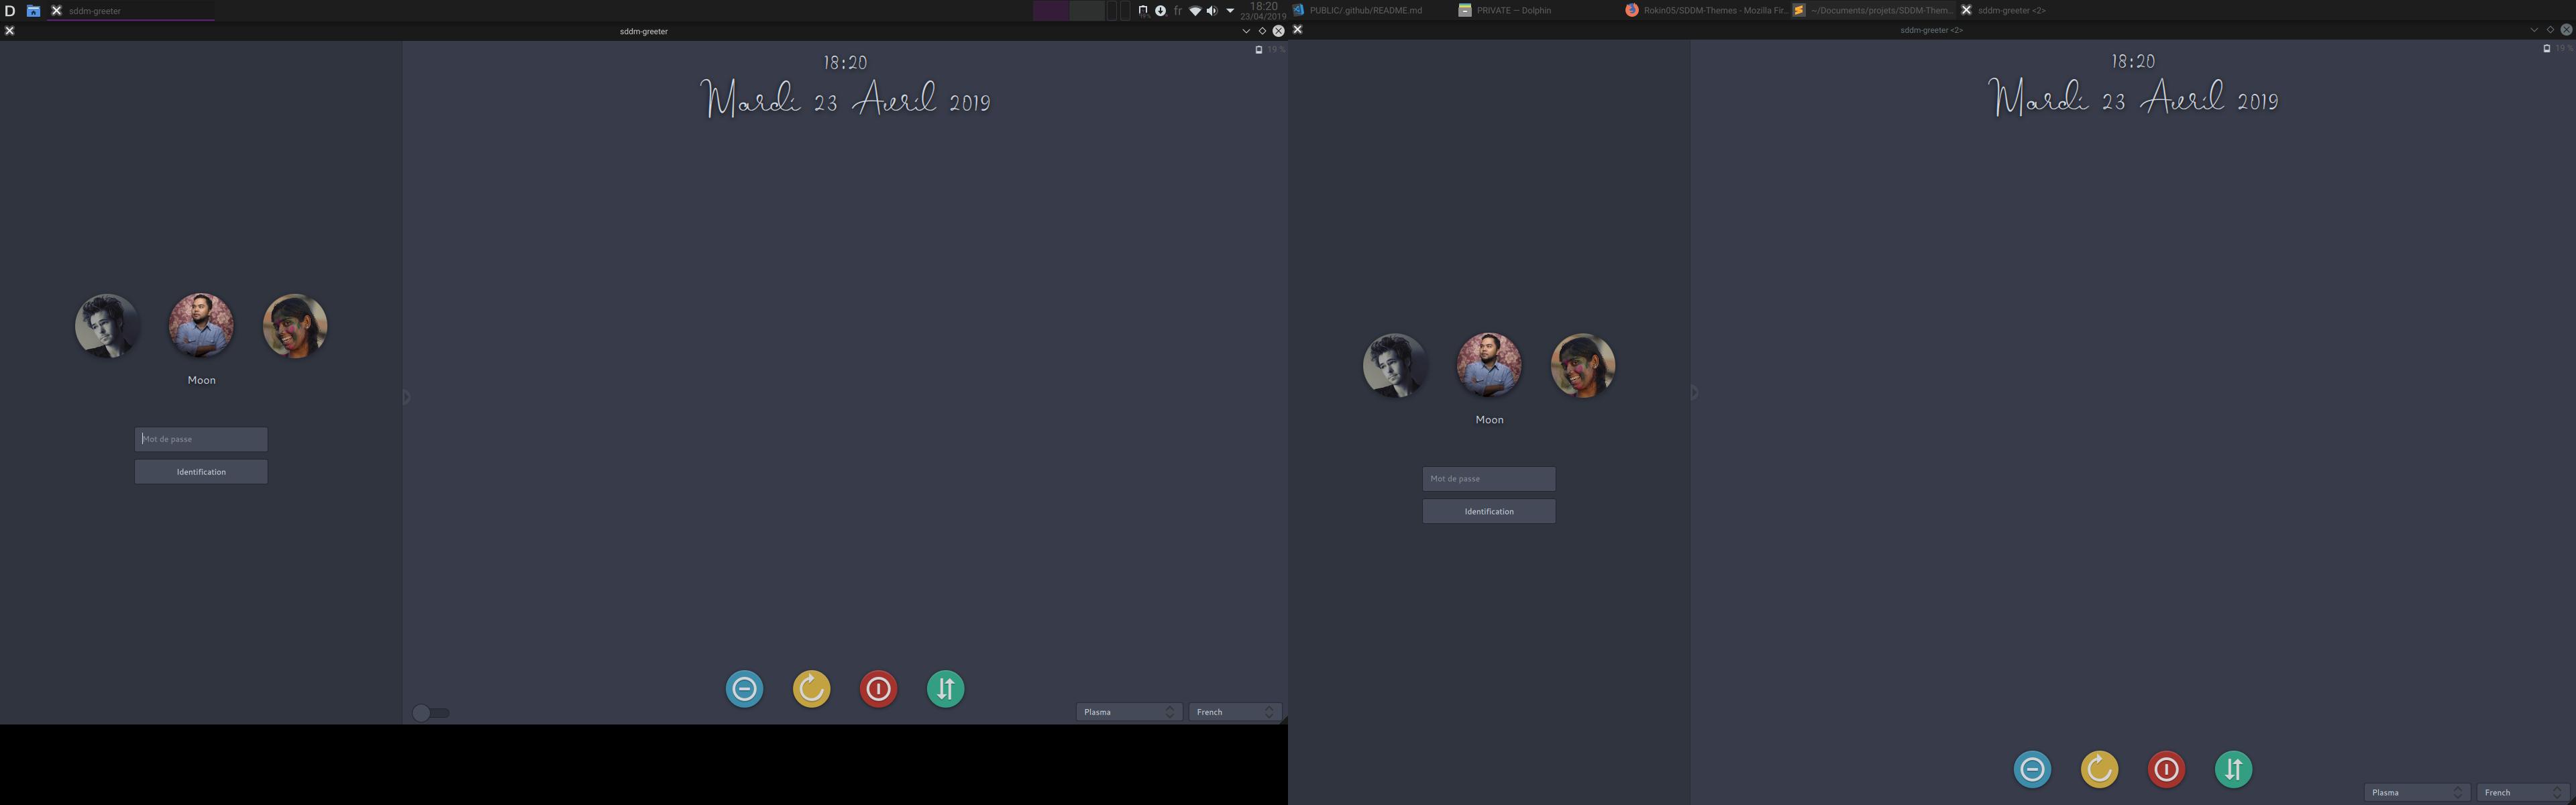 D
sddm-greeter
fr
18:20
23/04/2019
PUBLIC/.github/README.md
PRIVATE — Dolphin
Rokin05/SDDM-Themes - Mozilla Fir...
~/Documents/projets/SDDM-Them...
sddm-greeter <2>
sddm-greeter
19 %
18:20
Mardi 23 Avril 2019
Moon
Mot de passe
Identification
Plasma
French
sddm-greeter <2>
19 %
18:20
Mardi 23 Avril 2019
Moon
Mot de passe
Identification
Plasma
French